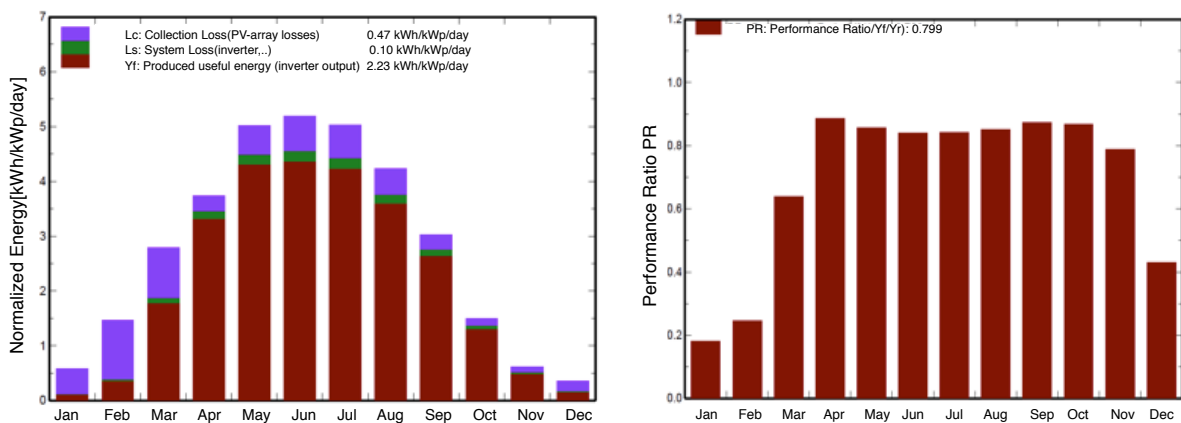 Lc: Collection Loss(PV-array losses) 0.47 kWh/kWp/day
Ls: System Loss(inverter,..) 0.10 kWh/kWp/day
Yf: Produced useful energy (inverter output) 2.23 kWh/kWp/day
Normalized Energy[kWh/kWp/day]
7
6
5
4
3
2
1
0
Jan Feb Mar Apr May Jun Jul Aug Sep Oct Nov Dec
PR: Performance Ratio/Yf/Yr): 0.799
Performance Ratio PR
1.2
1.0
0.8
0.6
0.4
0.2
0.0
Jan Feb Mar Apr May Jun Jul Aug Sep Oct Nov Dec